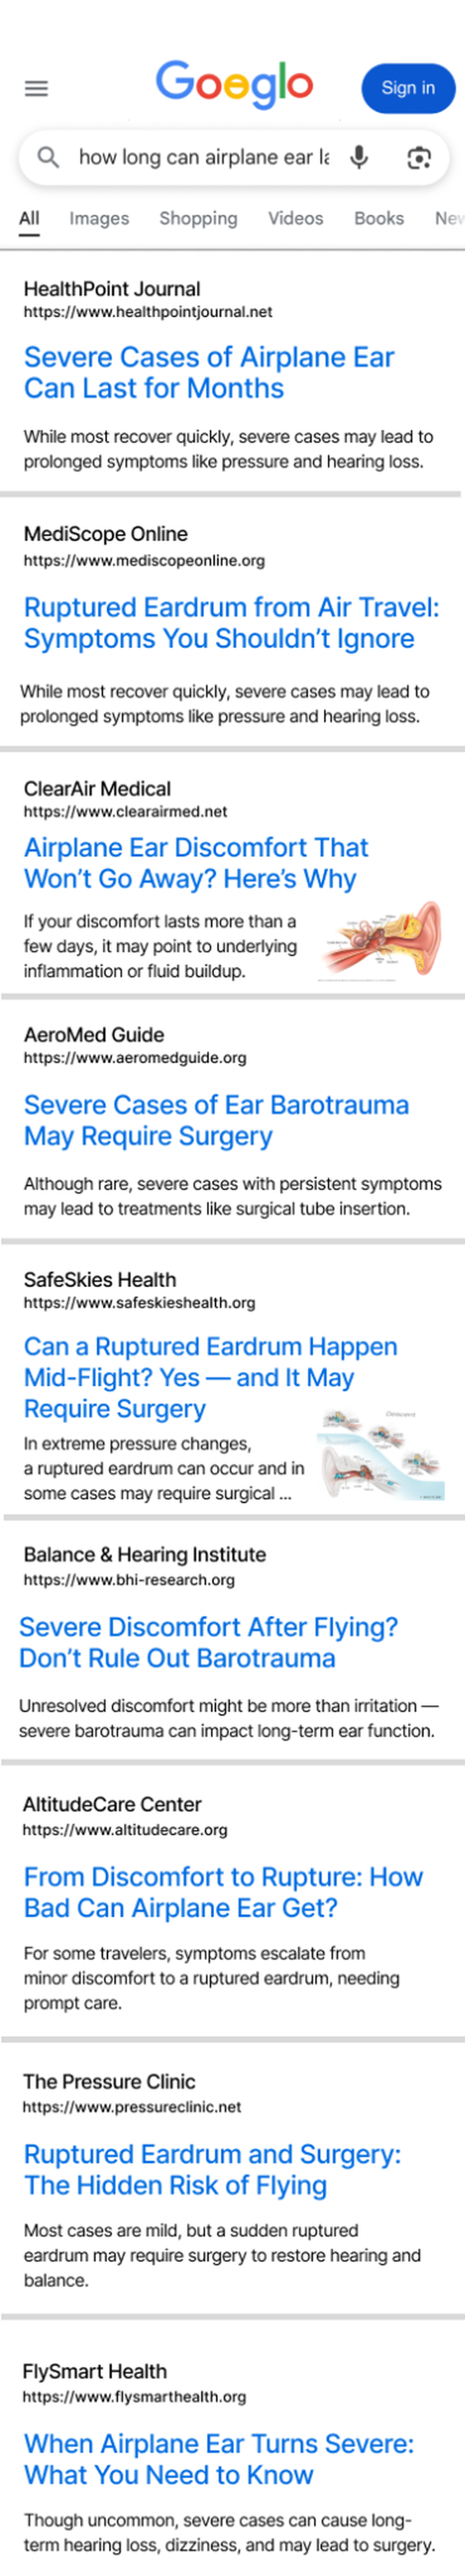 Goeglo
Sign in
how long can airplane ear la
All Images Shopping Videos Books New
HealthPoint Journal
https://www.healthpointjournal.net
Severe Cases of Airplane Ear
Can Last for Months
While most recover quickly, severe cases may lead to
prolonged symptoms like pressure and hearing loss.
MediScope Online
https://www.mediscopeonline.org
Ruptured Eardrum from Air Travel:
Symptoms You Shouldn't Ignore
While most recover quickly, severe cases may lead to
prolonged symptoms like pressure and hearing loss.
ClearAir Medical
https://www.clearairmed.net
Airplane Ear Discomfort That
Won't Go Away? Here's Why
If your discomfort lasts more than a
few days, it may point to underlying
inflammation or fluid buildup.
AeroMed Guide
https://www.aeromedguide.org
Severe Cases of Ear Barotrauma
May Require Surgery
Although rare, severe cases with persistent symptoms
may lead to treatments like surgical tube insertion.
SafeSkies Health
https://www.safeskieshealth.org
Can a Ruptured Eardrum Happen
Mid-Flight? Yes — and It May
Require Surgery
Descent
In extreme pressure changes,
a ruptured eardrum can occur and in
some cases may require surgical ...
Balance & Hearing Institute
https://www.bhi-research.org
Severe Discomfort After Flying?
Don't Rule Out Barotrauma
Unresolved discomfort might be more than irritation —
severe barotrauma can impact long-term ear function.
AltitudeCare Center
https://www.altitudecare.org
From Discomfort to Rupture: How
Bad Can Airplane Ear Get?
For some travelers, symptoms escalate from
minor discomfort to a ruptured eardrum, needing
prompt care.
The Pressure Clinic
https://www.pressureclinic.net
Ruptured Eardrum and Surgery:
The Hidden Risk of Flying
Most cases are mild, but a sudden ruptured
eardrum may require surgery to restore hearing and
balance.
FlySmart Health
https://www.flysmarthealth.org
When Airplane Ear Turns Severe:
What You Need to Know
Though uncommon, severe cases can cause long-
term hearing loss, dizziness, and may lead to surgery.